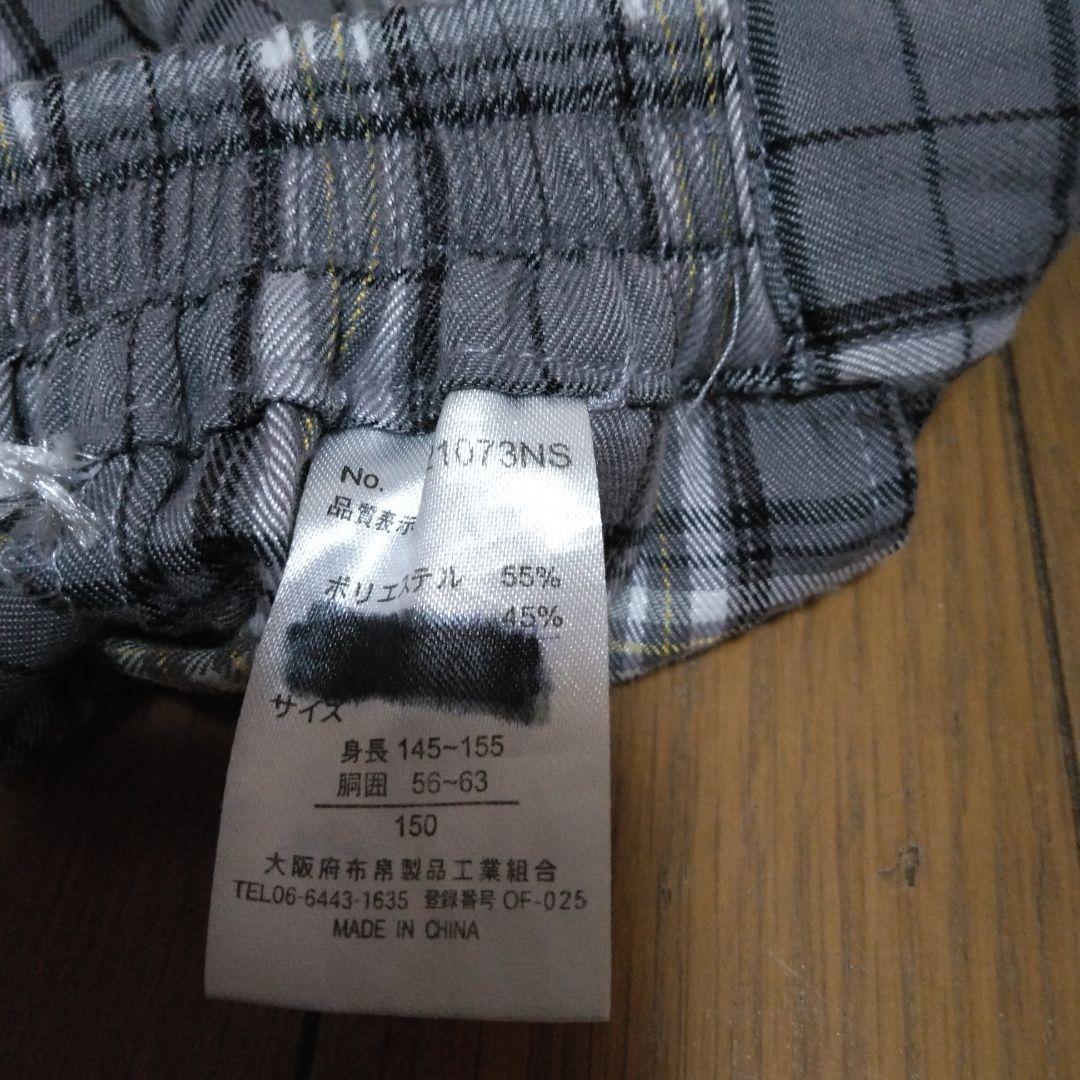 No. 21073NS
品質表示
ポリエステル 55%
45%
サイズ
身長 145~155
胴囲 56~63
150
大阪府布帛製品工業組合
TEL06-6443-1635 登録番号 OF-025
MADE IN CHINA